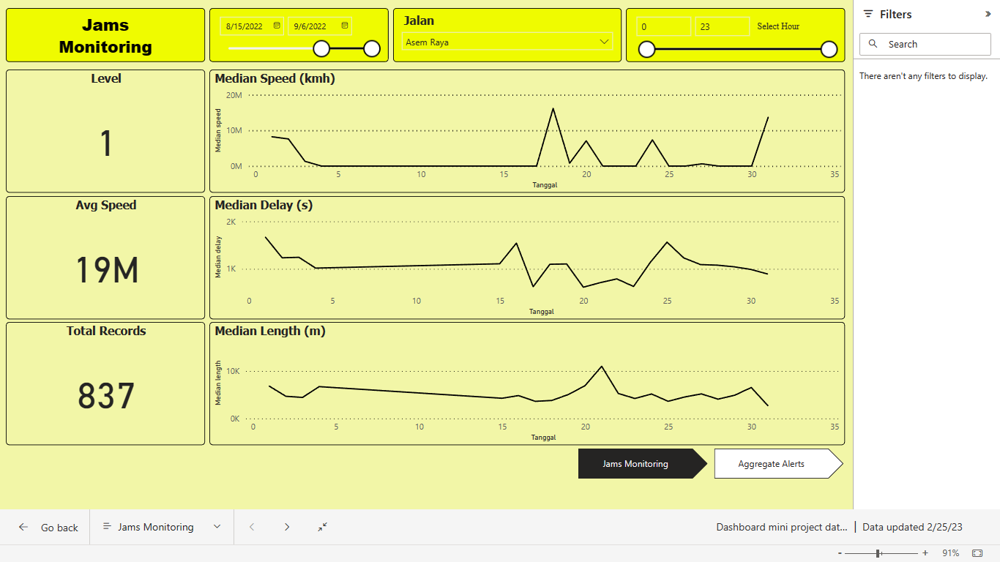 Jams
Monitoring
8/15/2022
9/6/2022
Jalan
Asem Raya
0
23
Select Hour
Filters
Search
There aren't any filters to display.
Level
1
Median Speed (kmh)
Median speed
20M
10M
0M
0 5 10 15 20 25 30 35
Tanggal
Avg Speed
19M
Median Delay (s)
Median delay
2K
1K
0 5 10 15 20 25 30 35
Tanggal
Total Records
837
Median Length (m)
Median length
10K
0K
0 5 10 15 20 25 30 35
Tanggal
Jams Monitoring
Aggregate Alerts
Go back
Jams Monitoring
Dashboard mini project dat... | Data updated 2/25/23
- + 91%